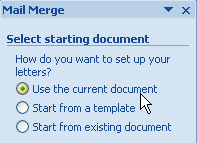 Mail Merge
Select starting document
How do you want to set up your
letters?
Use the current document
Start from a template
Start from existing document